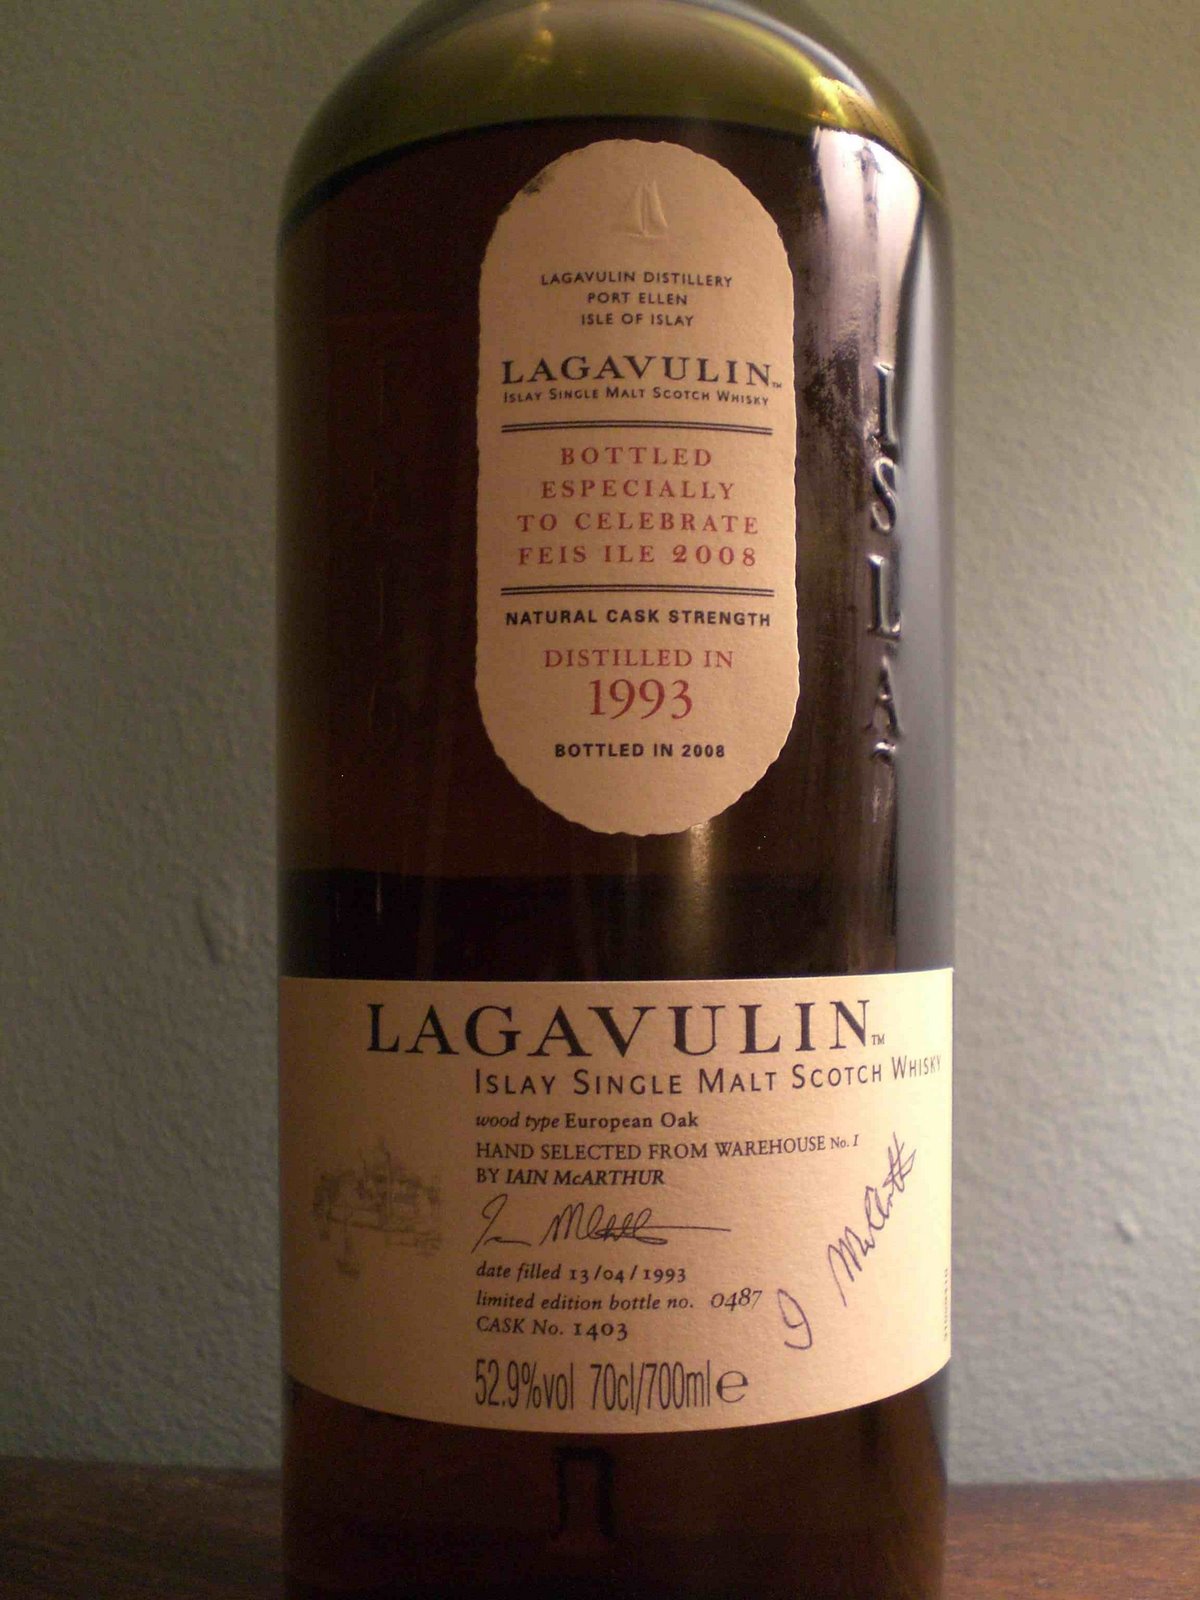 LAGAVULIN DISTILLERY
PORT ELLEN
ISLE OF ISLAY
LAGAVULIN™
ISLAY SINGLE MALT SCOTCH WHISKY
BOTTLED
ESPECIALLY
TO CELEBRATE
FEIS ILE 2008
NATURAL CASK STRENGTH
DISTILLED IN
1993
BOTTLED IN 2008
ISLAY
LAGAVULIN™
ISLAY SINGLE MALT SCOTCH WHISKY
wood type European Oak
HAND SELECTED FROM WAREHOUSE No. 1
BY IAIN McARTHUR
date filled 13/04/1993
limited edition bottle no. 0487
CASK No. 1403
52.9%vol 70cl/700ml e